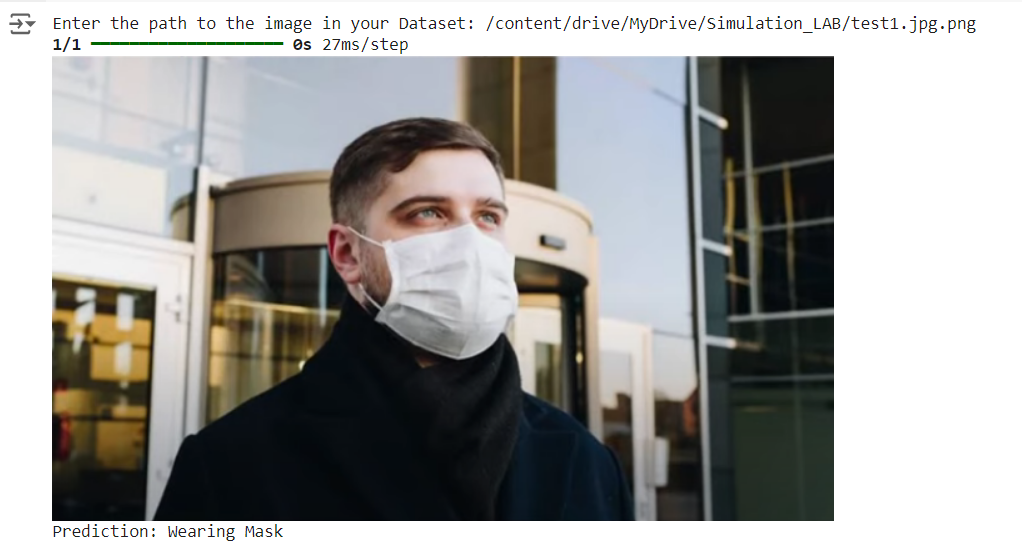 Enter the path to the image in your Dataset: /content/drive/MyDrive/Simulation_LAB/test1.jpg.png
1/1 ━━━━━━━━━━━━━━━━━━━━ 0s 27ms/step
Prediction: Wearing Mask